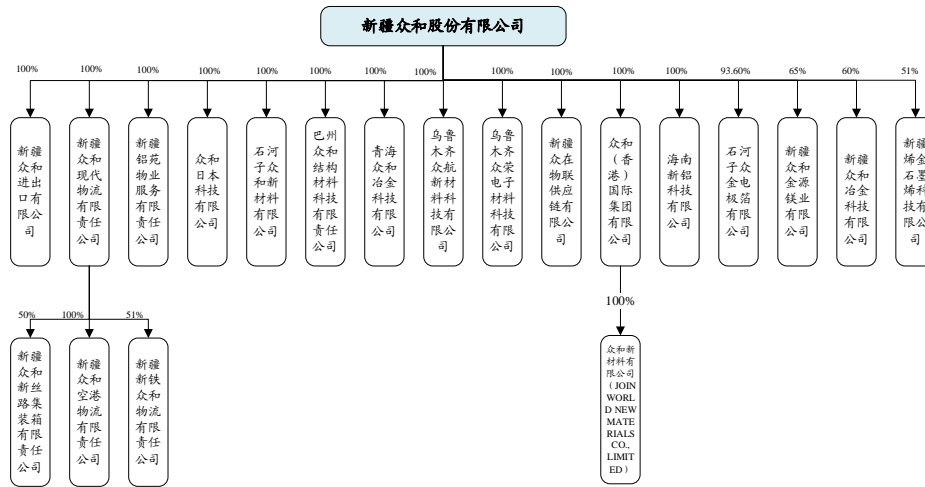 新疆众和股份有限公司
100%
100%
100%
100%
100%
100%
100%
100%
100%
100%
100%
100%
93.60%
65%
60%
51%
新疆
众和
进出
口有
限公
司
新疆
众和
现代
物流
有限
责任
公司
新疆
铝苑
物业
服务
有限
责任
公司
众和
日本
科技
有限
公司
石河
子众
和新
材料
有限
公司
巴州
众和
结构
材料
科技
有限
责任
公司
青海
众和
冶金
科技
有限
公司
乌鲁
木齐
众航
新材
料科
技有
限公
司
乌鲁
木齐
众荣
电子
材料
科技
有限
公司
新疆
众在
物联
供应
链有
限公
司
众和
(香
港)
国际
集团
有限
公司
海南
新铝
科技
有限
公司
石河
子众
金电
极箔
有限
公司
新疆
众和
金源
镁业
有限
公司
新疆
众和
冶金
科技
有限
公司
新疆
烯金
石墨
烯科
技有
限公
司
50%
100%
51%
100%
新疆
众和
新丝
路集
装箱
有限
责任
公司
新疆
众和
空港
物流
有限
责任
公司
新疆
新铁
众和
物流
有限
责任
公司
众和新
材料有
限公司
(JOIN
WORL
D NEW
MATE
RIALS
CO.,
LIMIT
ED)